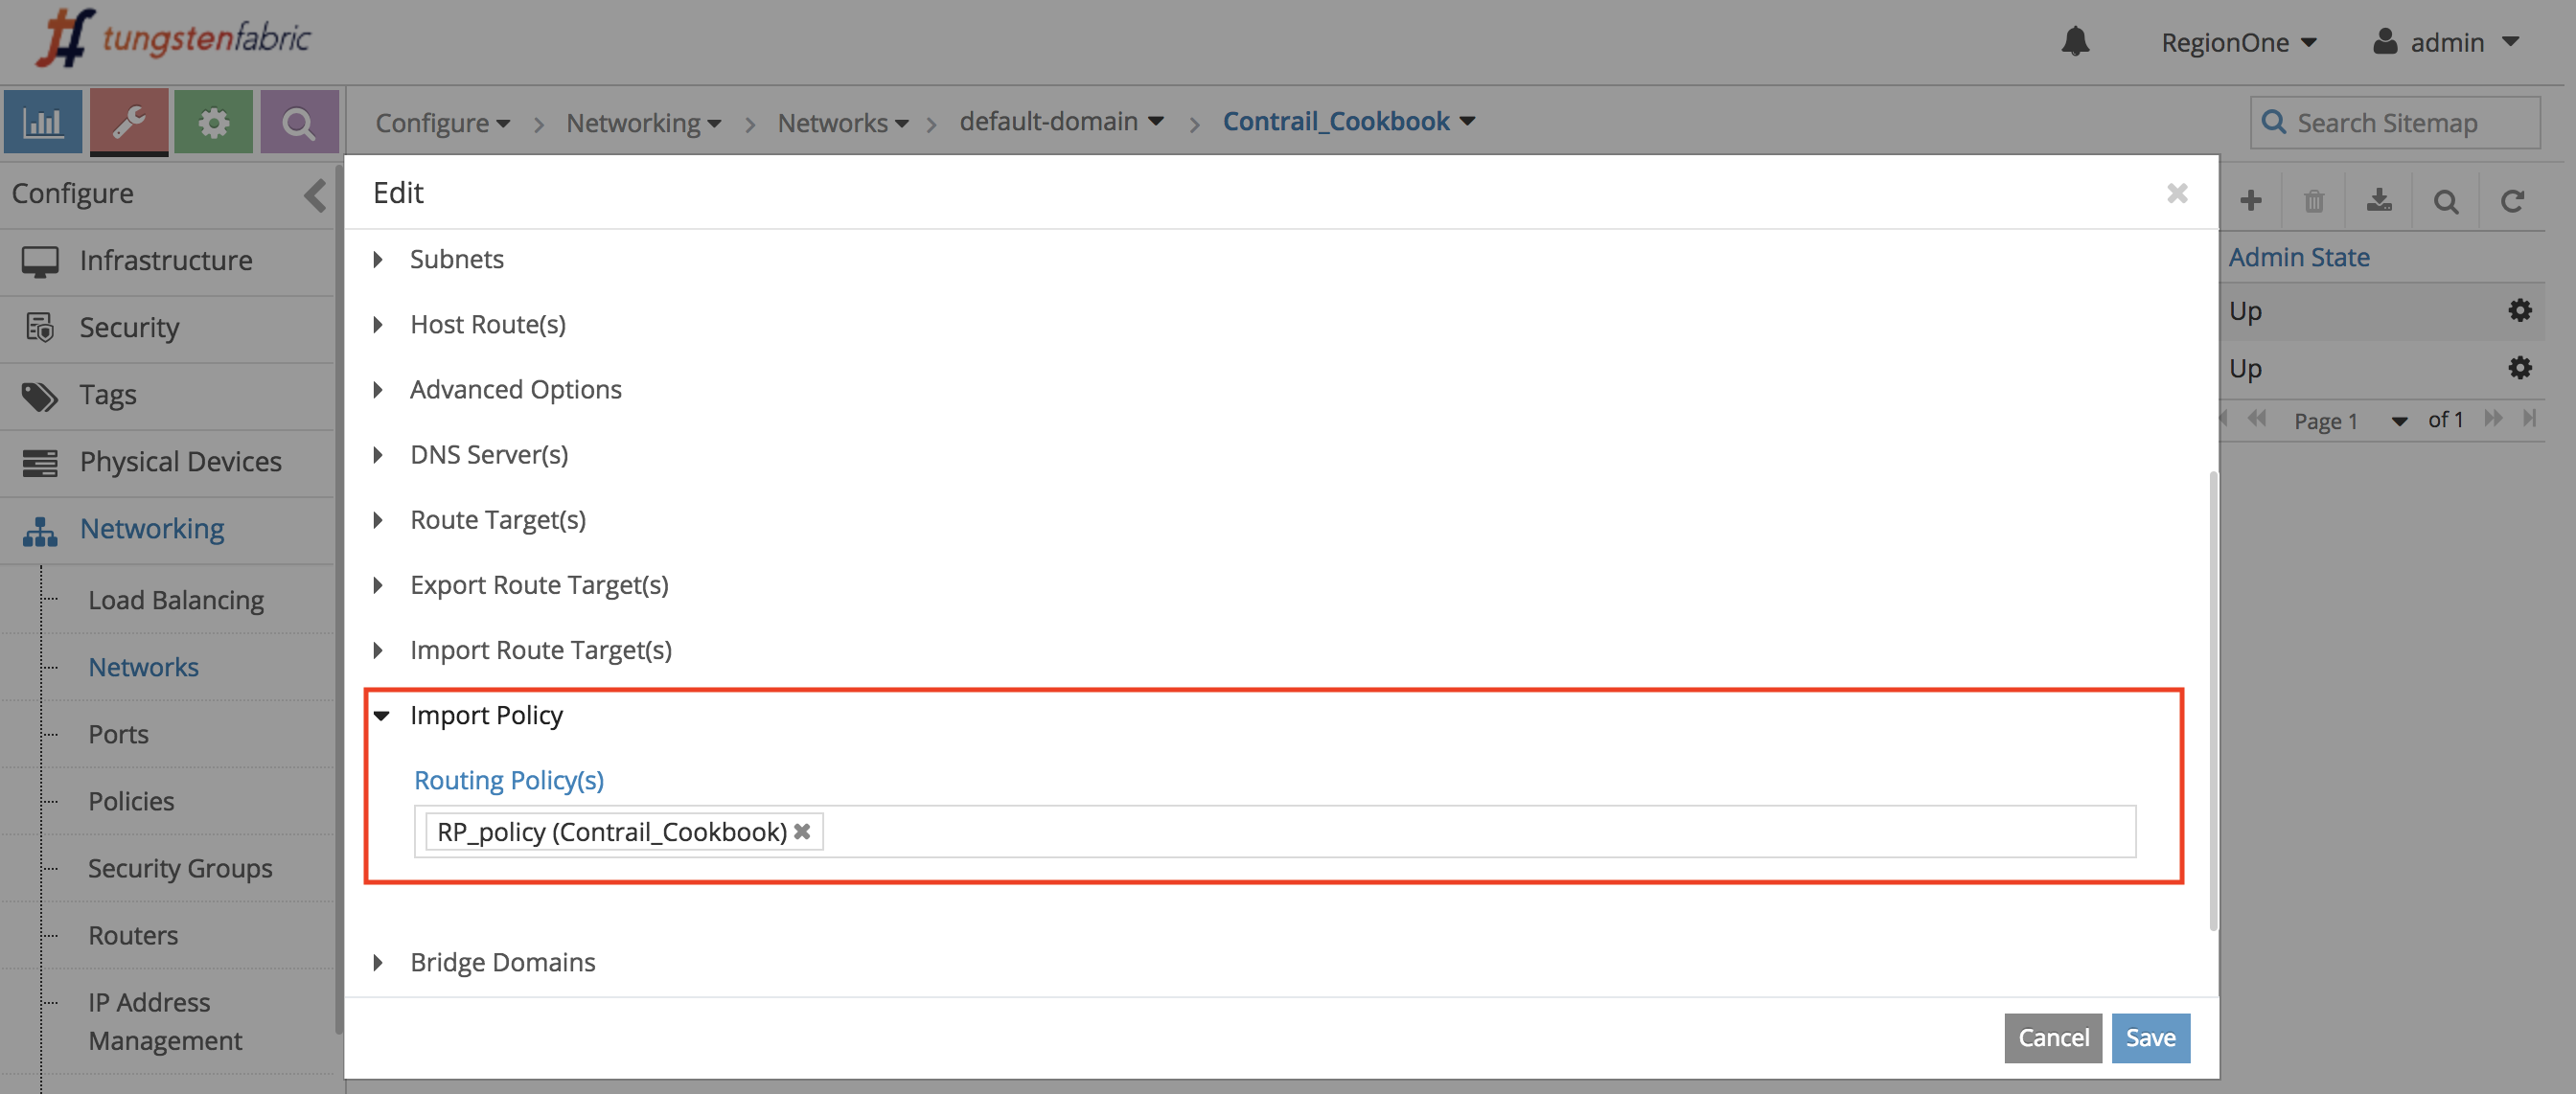 tungstenfabric
RegionOne
admin
Configure > Networking > Networks > default-domain > Contrail_Cookbook
Search Sitemap
Configure
Infrastructure
Security
Tags
Physical Devices
Networking
Load Balancing
Networks
Ports
Policies
Security Groups
Routers
IP Address
Management
Edit
Subnets
Host Route(s)
Advanced Options
DNS Server(s)
Route Target(s)
Export Route Target(s)
Import Route Target(s)
Import Policy
Routing Policy(s)
RP_policy (Contrail_Cookbook)
Bridge Domains
Cancel Save
Admin State
Up
Up
Page 1 of 1